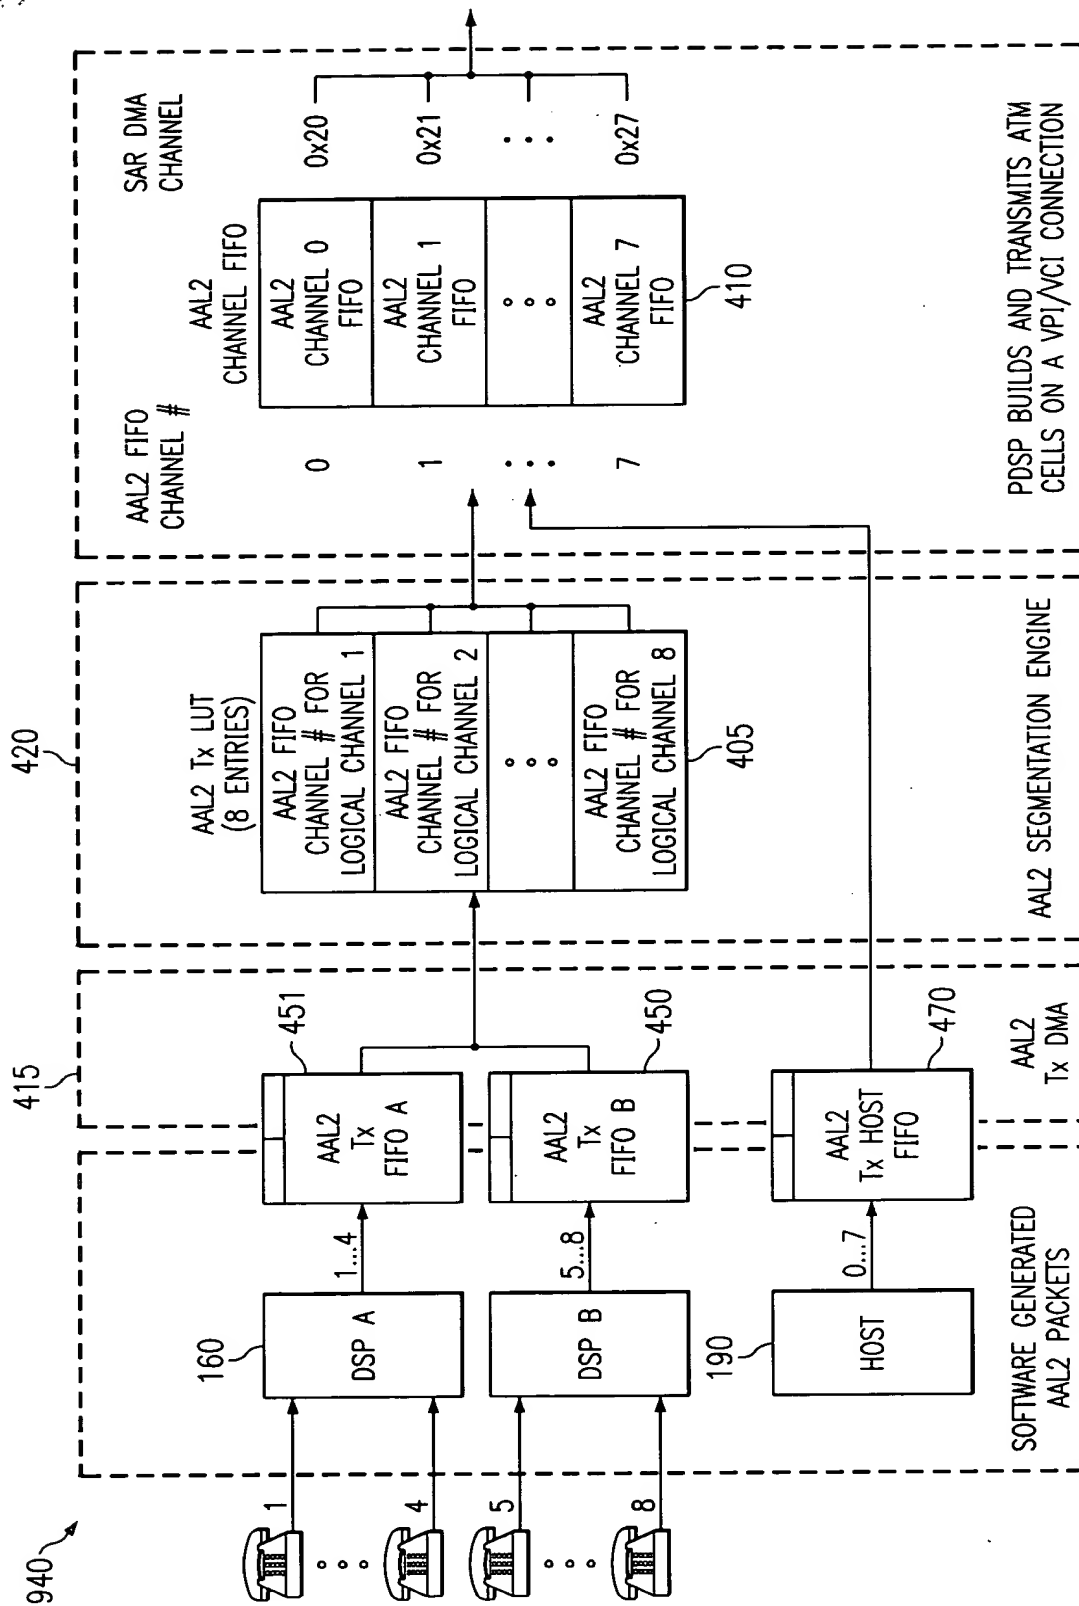 940
1
4
5
8
160
DSP A
DSP B
190
HOST
SOFTWARE GENERATED
AAL2 PACKETS
1...4
5...8
0...7
415
451
AAL2
Tx
FIFO A
450
AAL2
Tx
FIFO B
470
AAL2
Tx HOST
FIFO
AAL2
Tx DMA
420
AAL2 Tx LUT
(8 ENTRIES)
AAL2 FIFO
CHANNEL # FOR
LOGICAL CHANNEL 1
AAL2 FIFO
CHANNEL # FOR
LOGICAL CHANNEL 2
AAL2 FIFO
CHANNEL # FOR
LOGICAL CHANNEL 8
405
AAL2 SEGMENTATION ENGINE
AAL2 FIFO
CHANNEL #
0
1
7
AAL2
CHANNEL FIFO
AAL2
CHANNEL 0
FIFO
AAL2
CHANNEL 1
FIFO
AAL2
CHANNEL 7
FIFO
410
SAR DMA
CHANNEL
0x20
0x21
0x27
PDSP BUILDS AND TRANSMITS ATM
CELLS ON A VPI/VCI CONNECTION